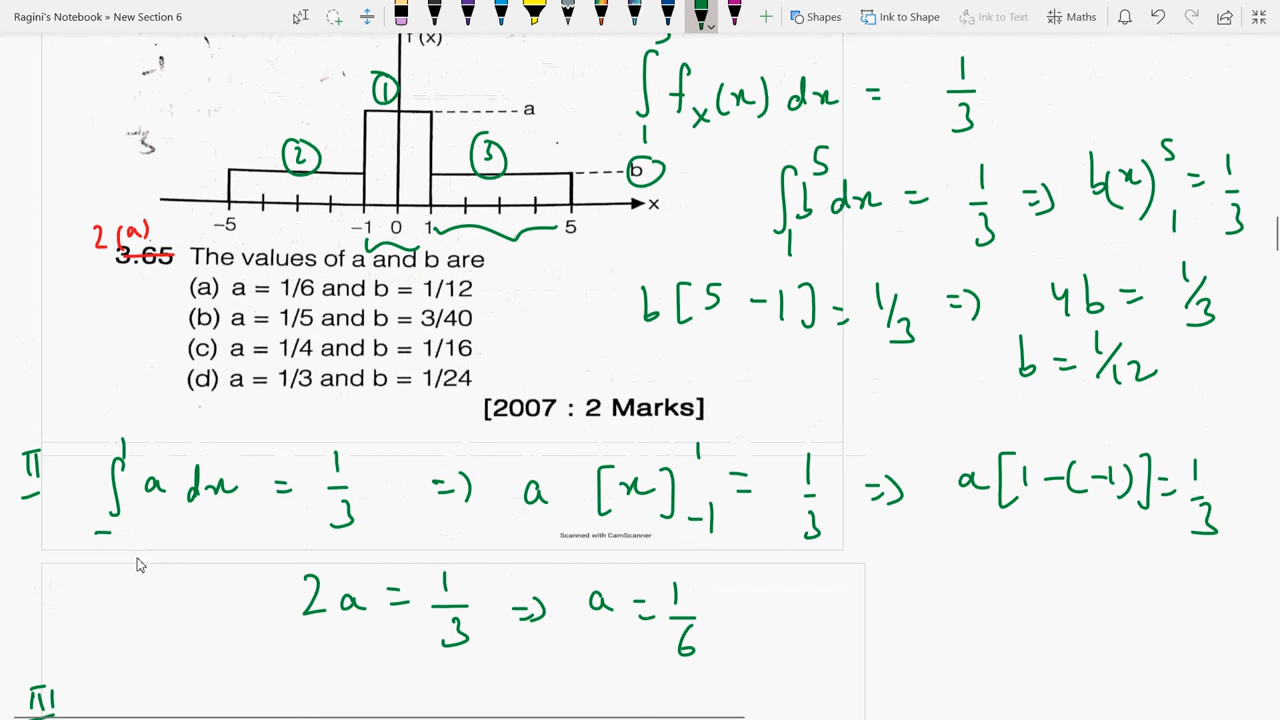 Ragini's Notebook » New Section 6
Shapes Ink to Shape Ink to Text Maths
f(x)
∫ f_x(x) dx = 1/3
1
① a
② ③ b
x
-5 -1 0 1 5
∫₁⁵ b dx = 1/3 => b(x)₁⁵ = 1/3
2(a)
3.65 The values of a and b are
(a) a = 1/6 and b = 1/12
(b) a = 1/5 and b = 3/40
(c) a = 1/4 and b = 1/16
(d) a = 1/3 and b = 1/24
[2007 : 2 Marks]
b[5 -1] = 1/3 => 4b = 1/3
b = 1/12
II ∫ a dx = 1/3 => a [x]₋₁¹ = 1/3 => a[1-(-1)] = 1/3
Scanned with CamScanner
2a = 1/3 => a = 1/6
III